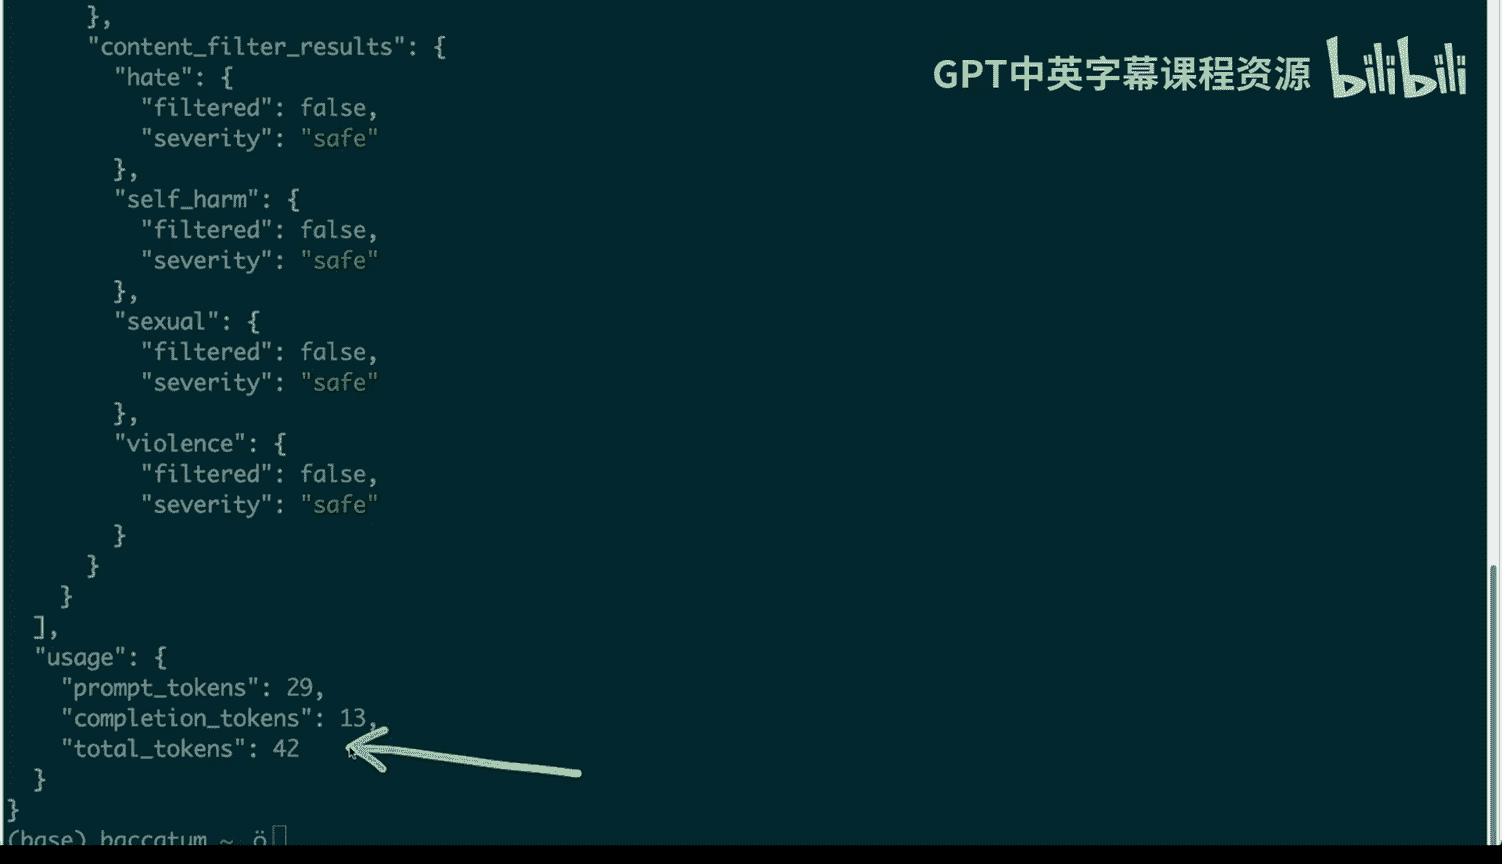 },
"content_filter_results": {
"hate": {
"filtered": false,
"severity": "safe"
},
"self_harm": {
"filtered": false,
"severity": "safe"
},
"sexual": {
"filtered": false,
"severity": "safe"
},
"violence": {
"filtered": false,
"severity": "safe"
}
}
}
],
"usage": {
"prompt_tokens": 29,
"completion_tokens": 13,
"total_tokens": 42
}
}
(base) baccatum ~ ö
GPT中英字幕课程资源 bilibili